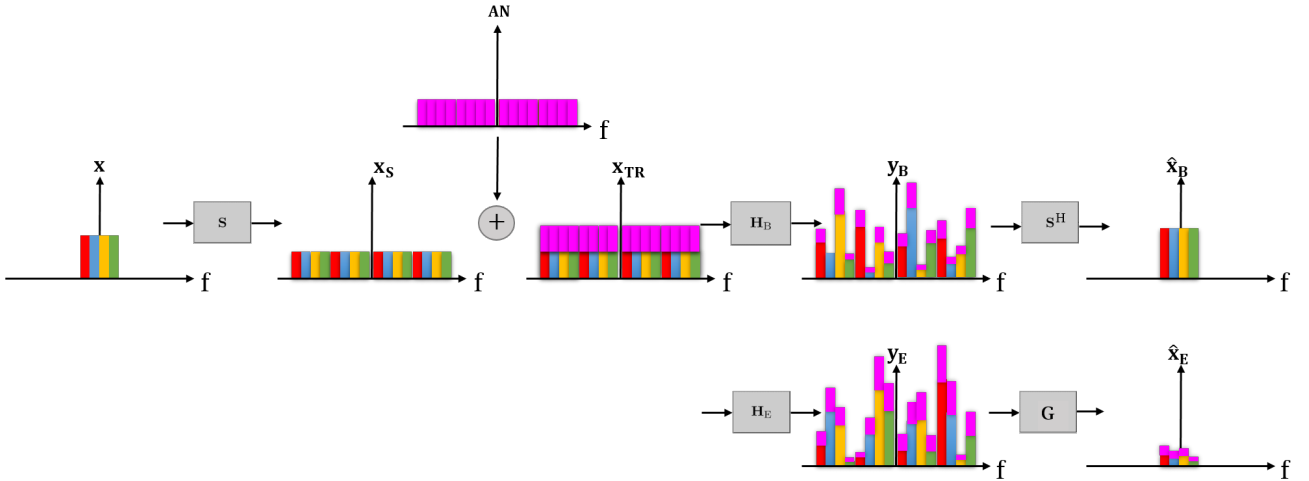 AN
f
x
x_S
x_TR
y_B
x̂_B
S
+
H_B
S^H
f
f
f
f
f
y_E
x̂_E
H_E
G
f
f